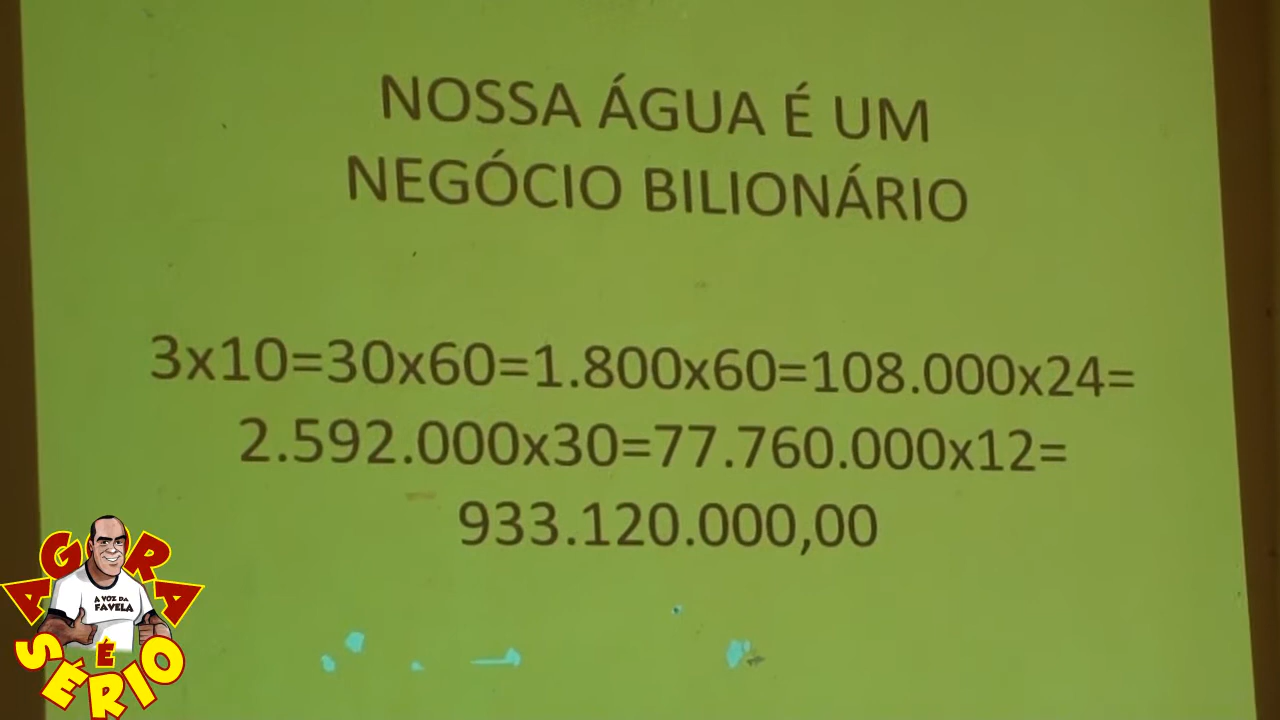 NOSSA ÁGUA É UM
NEGÓCIO BILIONÁRIO
3x10=30x60=1.800x60=108.000x24=
2.592.000x30=77.760.000x12=
933.120.000,00
AGORA
A VOZ DA
FAVELA
É
SÉRIO